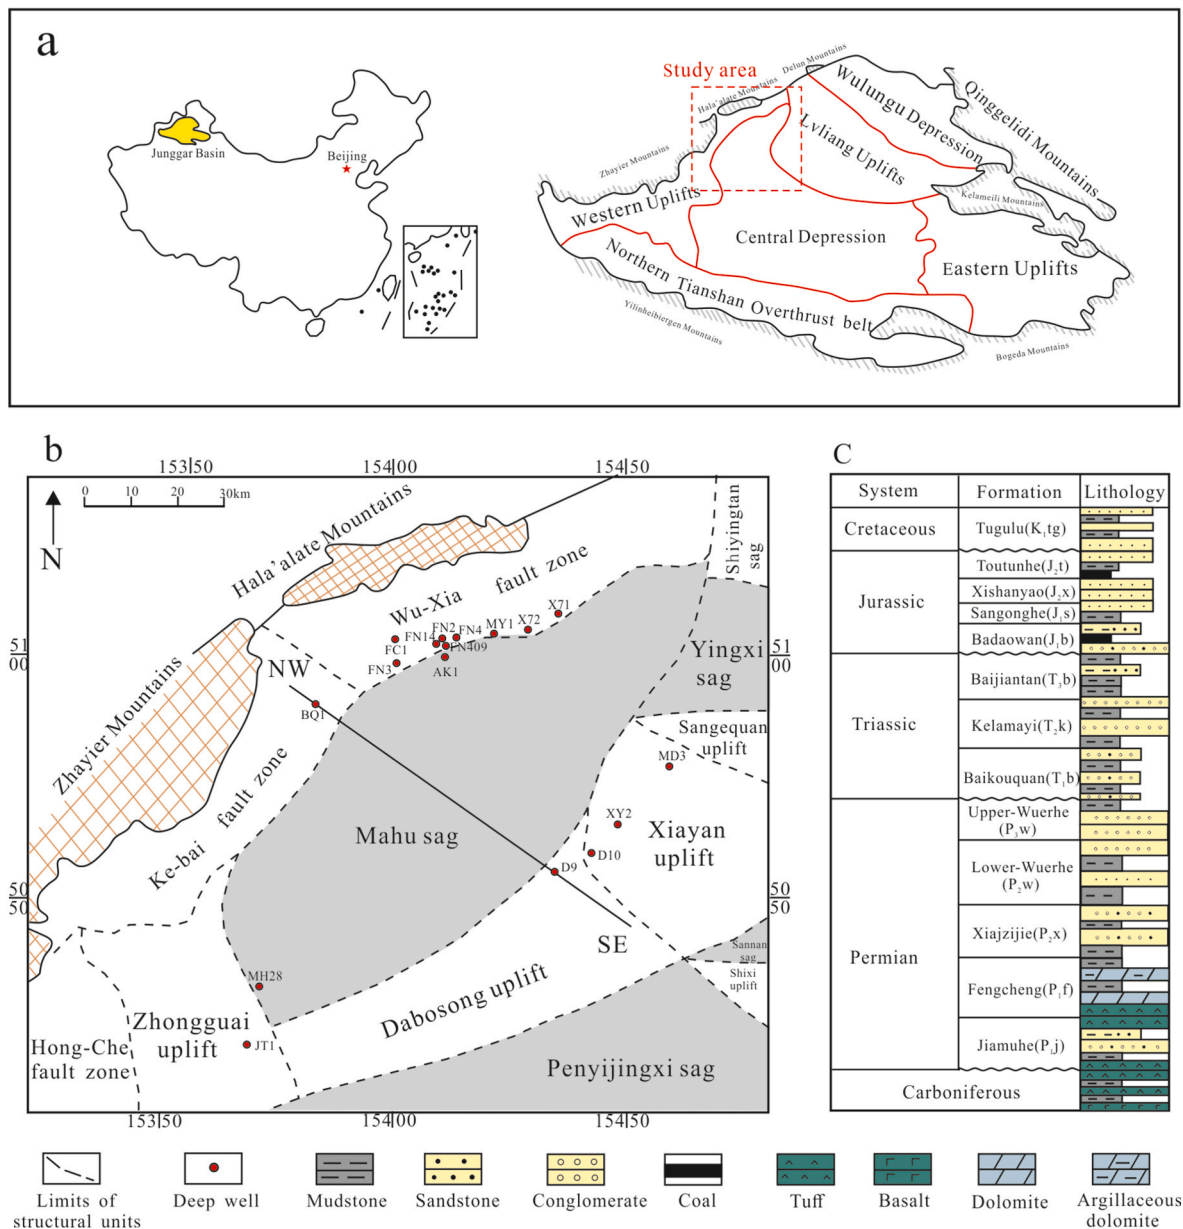 a
Junggar Basin
Beijing
Study area
Hala'alate Mountains
Delun Mountains
Wulungu Depression
Qinggelidi Mountains
Lvliang Uplifts
Zhayier Mountains
Kelameili Mountains
Western Uplifts
Central Depression
Eastern Uplifts
Northern Tianshan Overthrust belt
Yilinheibiergen Mountains
Bogeda Mountains
b
153|50
154|00
154|50
0 10 20 30km
N
Hala'alate Mountains
Shiyingtan
sag
Wu-Xia
fault zone
X71
X72
MY1
FN4
FN2
FN14
FN409
FC1
FN3
AK1
51
00
51
00
NW
BQ1
Yingxi
sag
Zhayier Mountains
Sangequan
uplift
MD3
Ke-bai
fault zone
Mahu sag
XY2
Xiayan
uplift
D10
D9
50
50
50
50
SE
Sannan
sag
Shixi
uplift
MH28
Dabosong uplift
Zhongguai
uplift
JT1
Hong-Che
fault zone
Penyijingxi sag
153|50
154|00
154|50
C
System Formation Lithology
Cretaceous Tugulu(K₁tg)
Jurassic
Toutunhe(J₂t)
Xishanyao(J₂x)
Sangonghe(J₁s)
Badaowan(J₁b)
Triassic
Baijiantan(T₃b)
Kelamayi(T₂k)
Baikouquan(T₁b)
Permian
Upper-Wuerhe
(P₃w)
Lower-Wuerhe
(P₂w)
Xiajzijie(P₂x)
Fengcheng(P₁f)
Jiamuhe(P₁j)
Carboniferous
Limits of
structural units
Deep well
Mudstone
Sandstone
Conglomerate
Coal
Tuff
Basalt
Dolomite
Argillaceous
dolomite